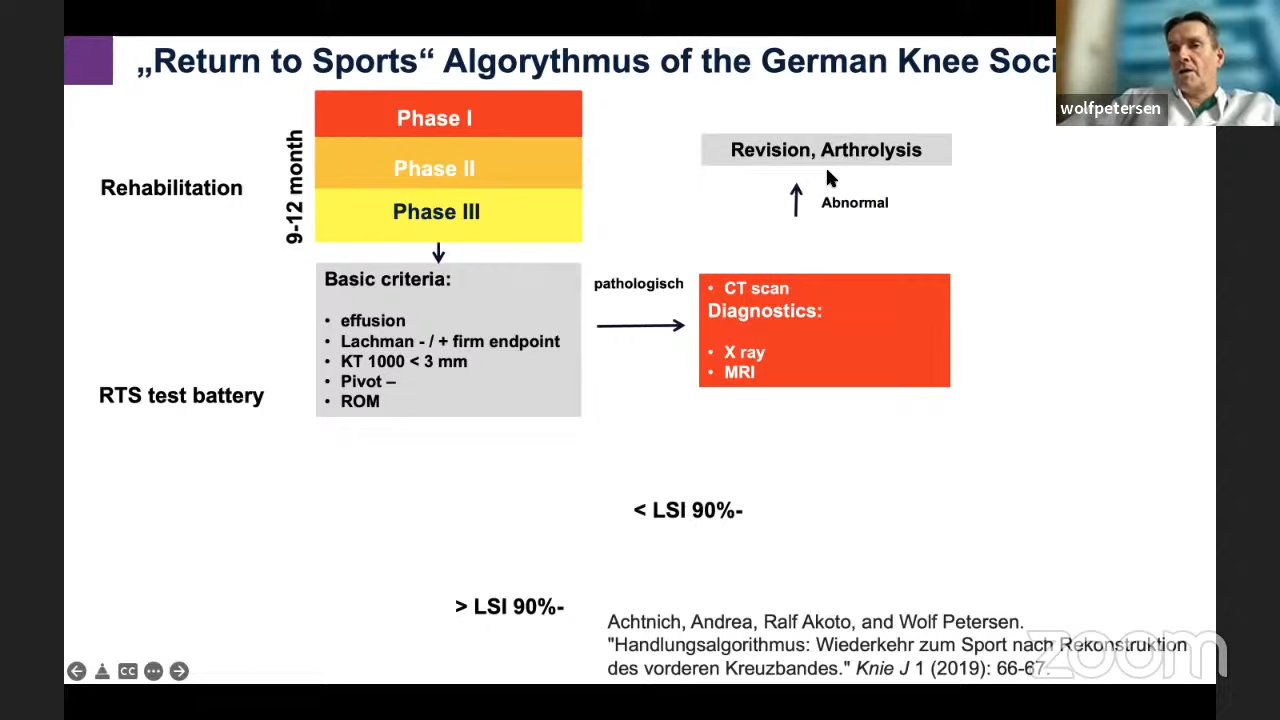 „Return to Sports“ Algorythmus of the German Knee Soci
wolfpetersen
Phase I
Phase II
Phase III
9-12 month
Rehabilitation
Revision, Arthrolysis
Abnormal
Basic criteria:
• effusion
• Lachman - / + firm endpoint
• KT 1000 < 3 mm
• Pivot –
• ROM
pathologisch
• CT scan
Diagnostics:
• X ray
• MRI
RTS test battery
< LSI 90%-
> LSI 90%-
Achtnich, Andrea, Ralf Akoto, and Wolf Petersen.
"Handlungsalgorithmus: Wiederkehr zum Sport nach Rekonstruktion
des vorderen Kreuzbandes." Knie J 1 (2019): 66-67.
zoom
CC